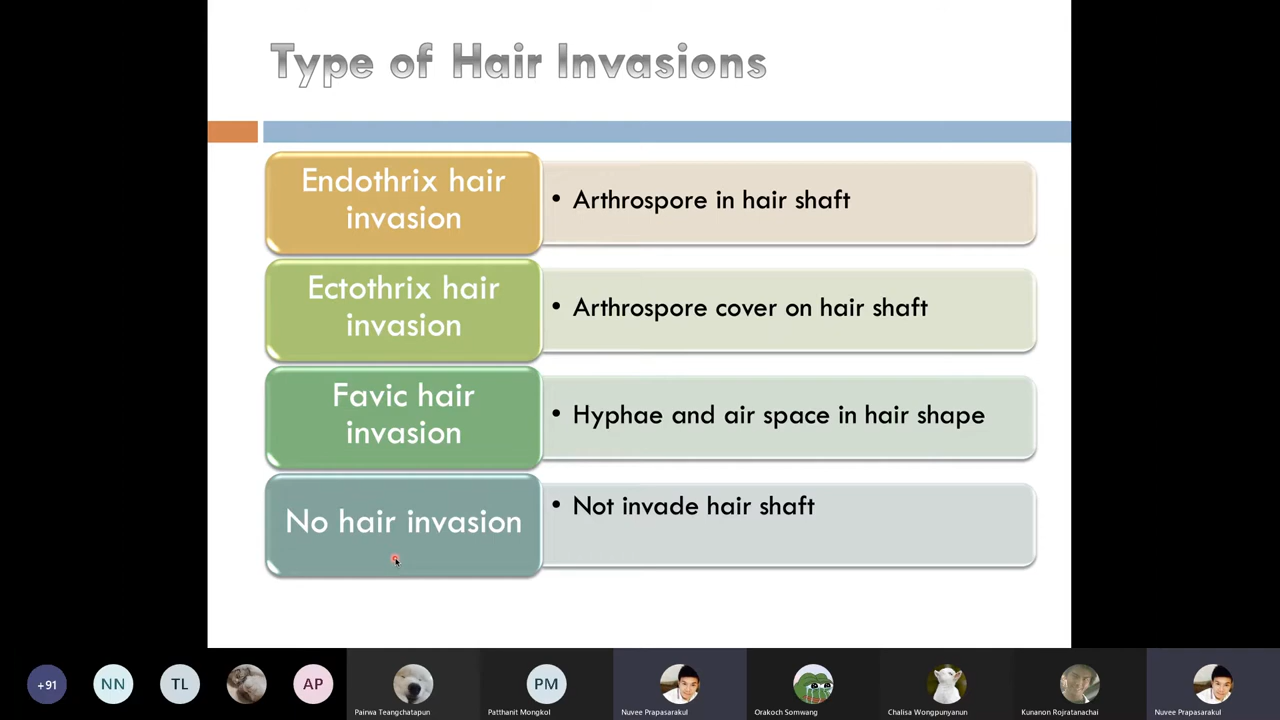 Type of Hair Invasions
Endothrix hair
invasion
• Arthrospore in hair shaft
Ectothrix hair
invasion
• Arthrospore cover on hair shaft
Favic hair
invasion
• Hyphae and air space in hair shape
No hair invasion
• Not invade hair shaft
+91
NN
TL
AP
PM
Pairwa Teangchatapun
Patthanit Mongkol
Nuvee Prapasarakul
Orakoch Somwang
Chalisa Wongpunyanun
Kunanon Rojratanachai
Nuvee Prapasarakul